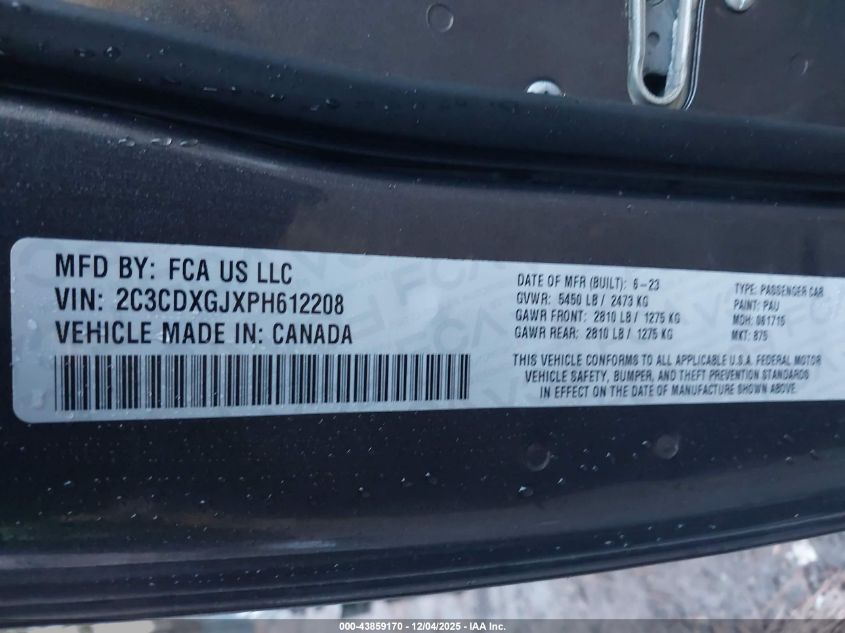 MFD BY: FCA US LLC
VIN: 2C3CDXGJXPH612208
VEHICLE MADE IN: CANADA
DATE OF MFR (BUILT): 6-23
GVWR: 5450 LB / 2473 KG
GAWR FRONT: 2810 LB / 1275 KG
GAWR REAR: 2810 LB / 1275 KG
TYPE: PASSENGER CAR
PAINT: PAU
MDH: 061715
MKT: 875
THIS VEHICLE CONFORMS TO ALL APPLICABLE U.S.A. FEDERAL MOTOR
VEHICLE SAFETY, BUMPER, AND THEFT PREVENTION STANDARDS
IN EFFECT ON THE DATE OF MANUFACTURE SHOWN ABOVE.
000-43859170 - 12/04/2025 - IAA Inc.